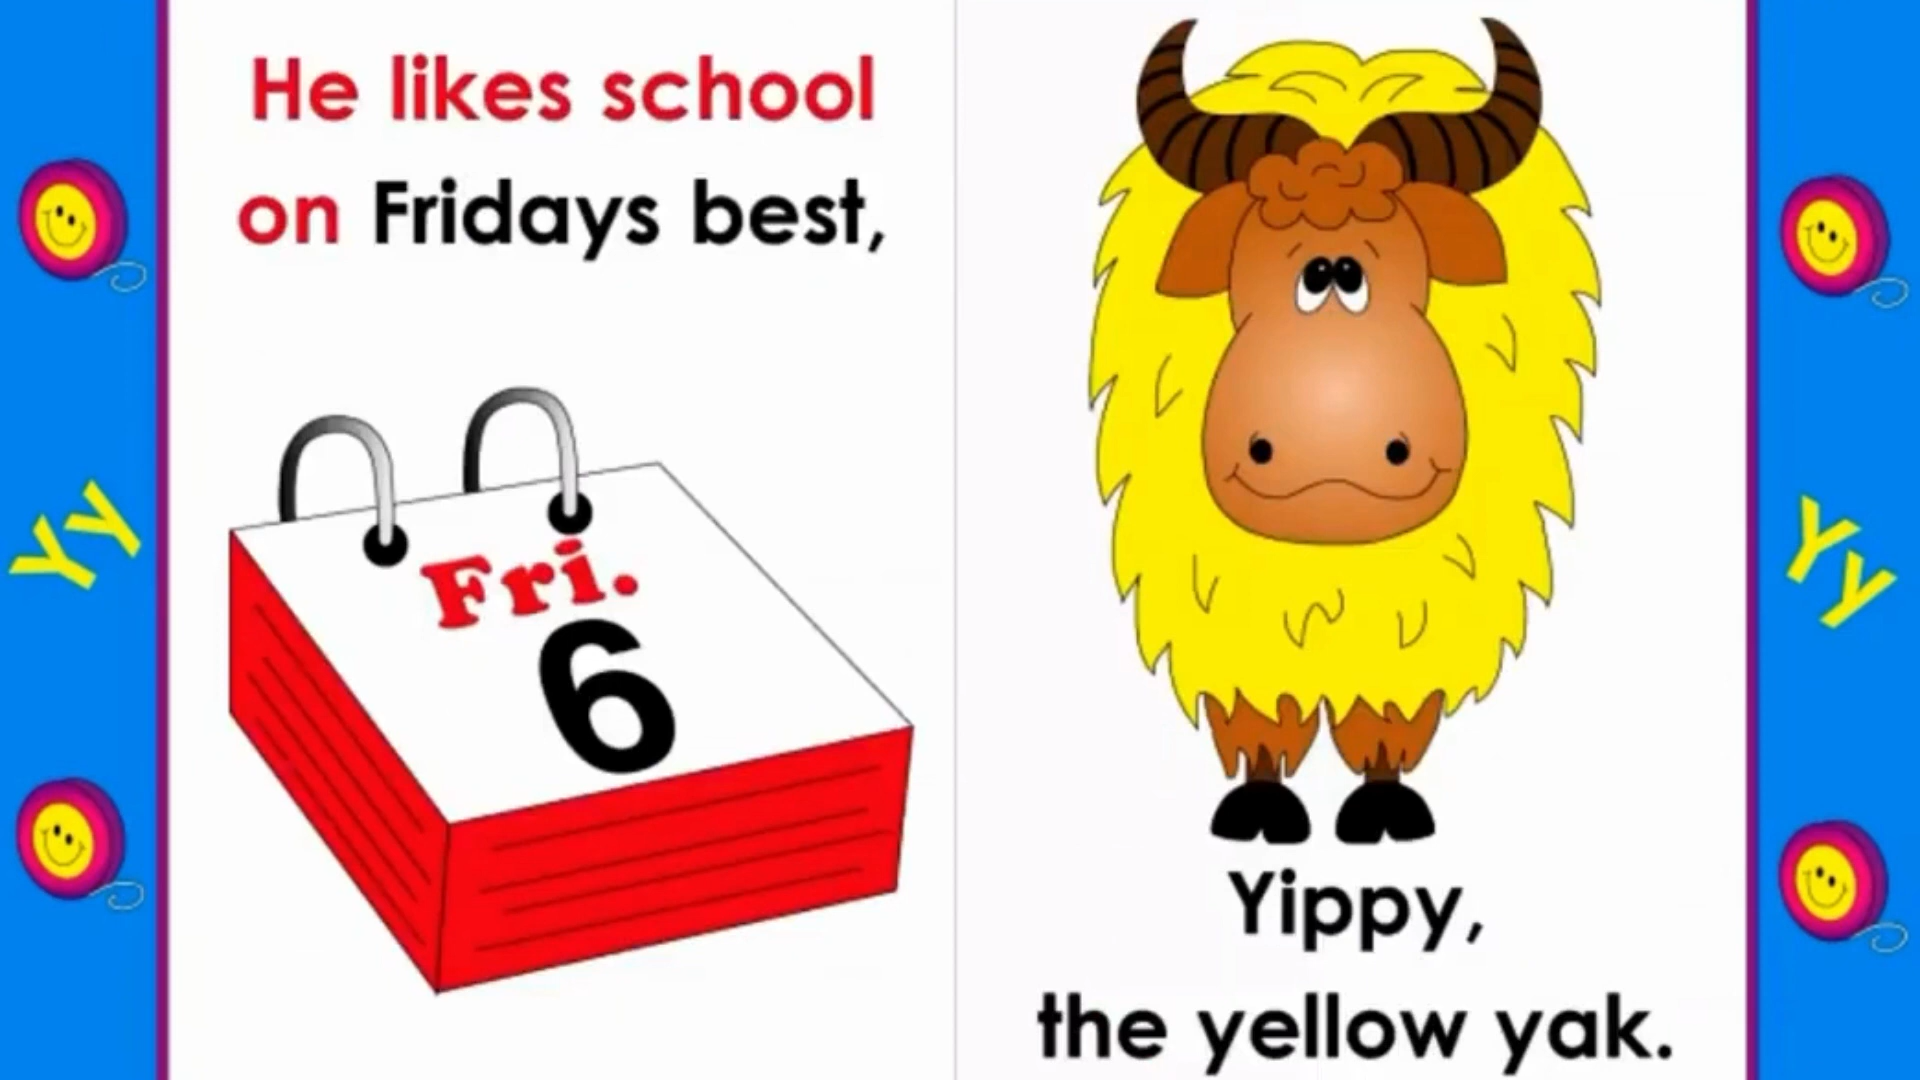 He likes school
on Fridays best,
Fri.
6
Yippy,
the yellow yak.
Yy
Yy